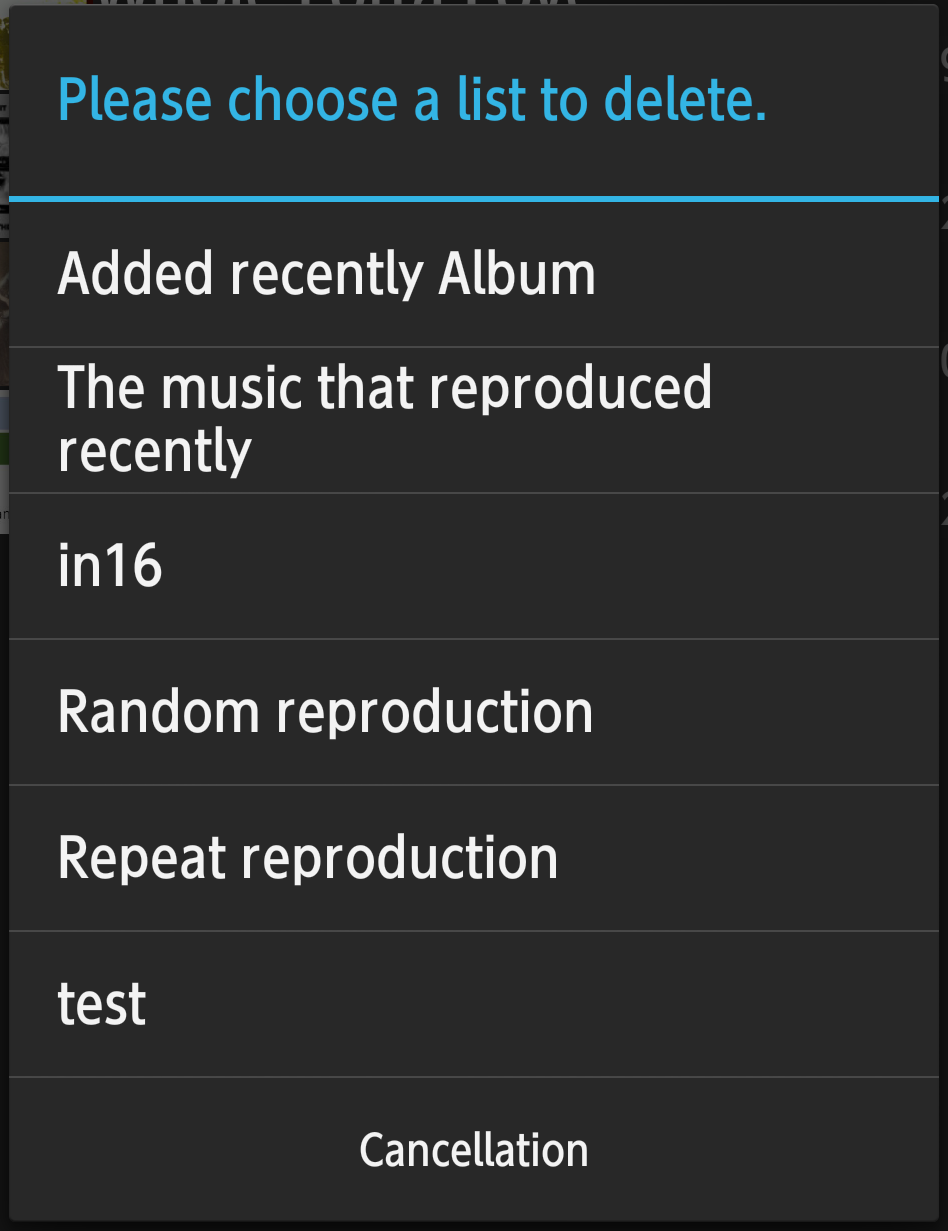 Please choose a list to delete.
Added recently Album
The music that reproduced
recently
in16
Random reproduction
Repeat reproduction
test
Cancellation